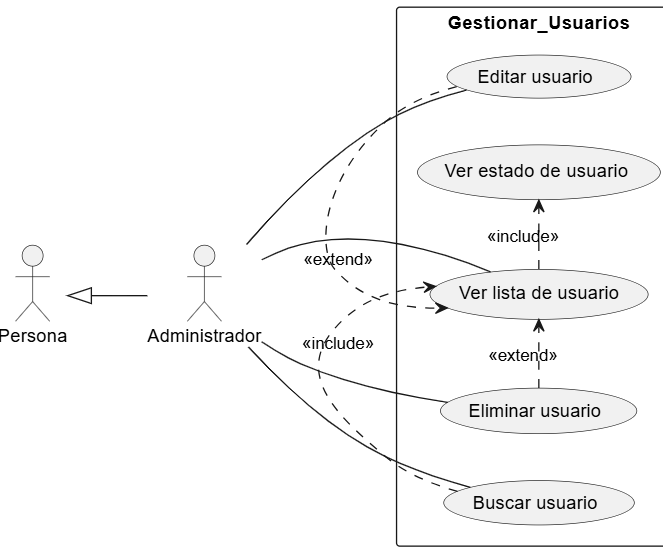 Gestionar_Usuarios
Editar usuario
Ver estado de usuario
«include»
«extend»
Ver lista de usuario
Persona
Administrador
«include»
«extend»
Eliminar usuario
Buscar usuario